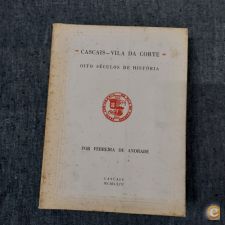 CASCAIS—VILA DA CORTE
OITO SÉCULOS DE HISTÓRIA
POR FERREIRA DE ANDRADE
CASCAIS